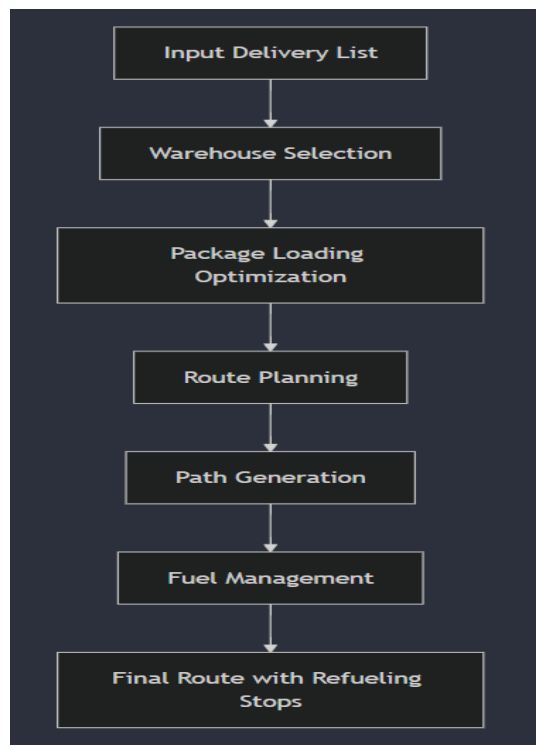 Input Delivery List
Warehouse Selection
Package Loading
Optimization
Route Planning
Path Generation
Fuel Management
Final Route with Refueling
Stops